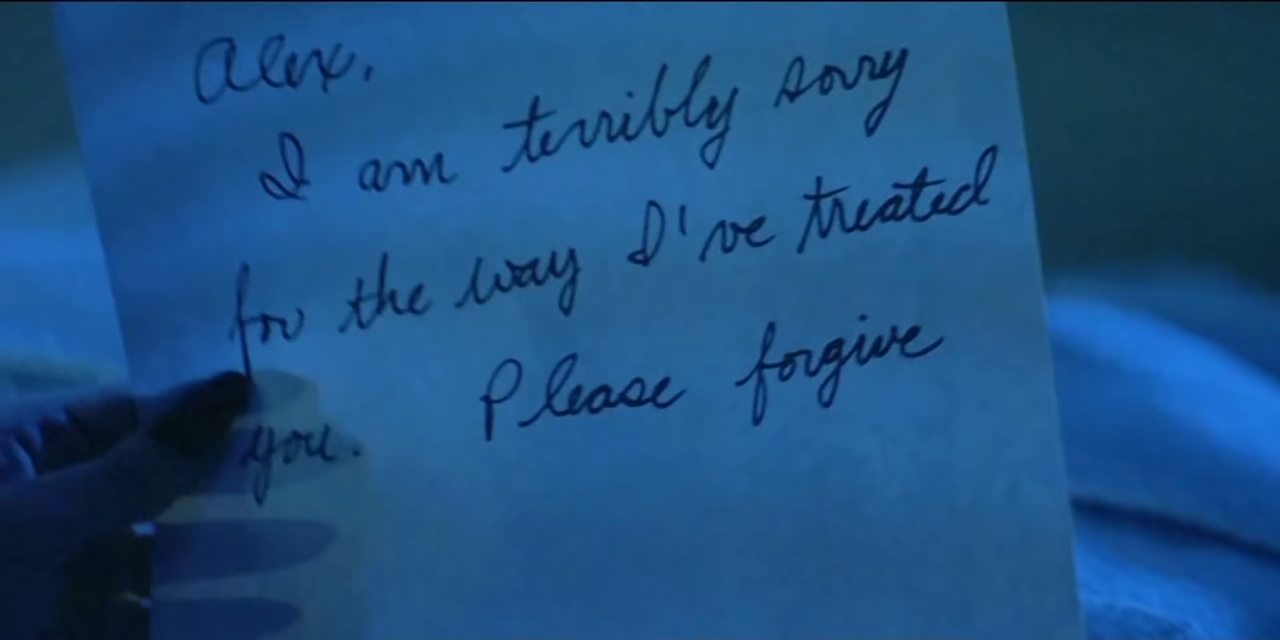 Alex,
I am terribly sorry
for the way I've treated
you. Please forgive